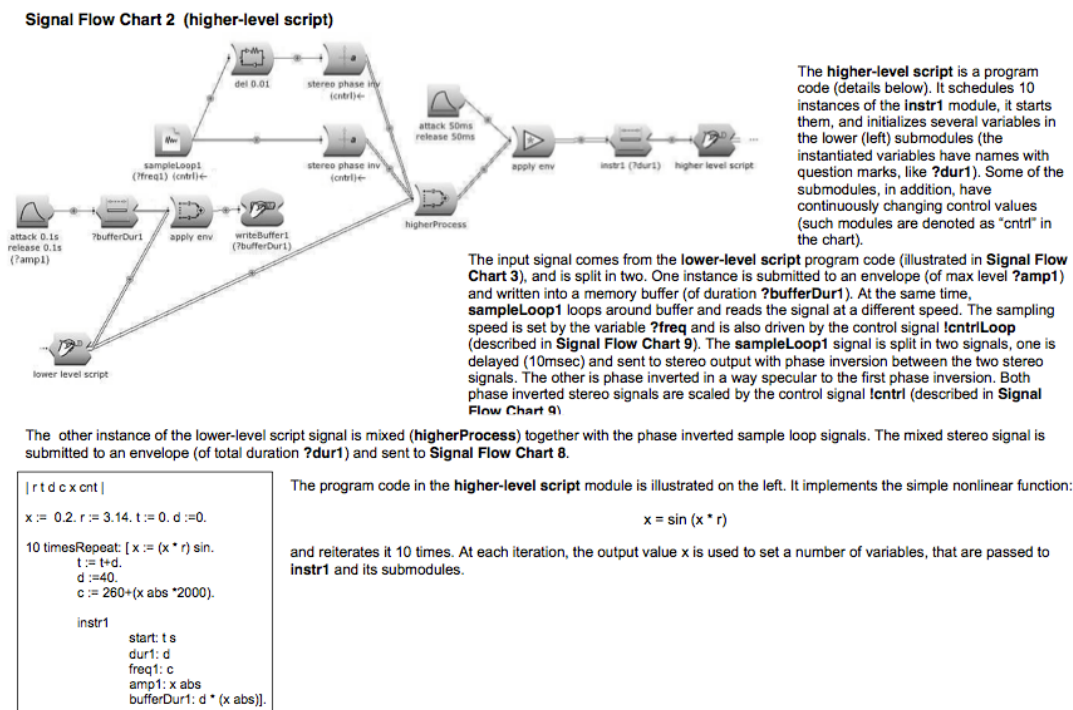 Signal Flow Chart 2 (higher-level script)
del 0.01
stereo phase inv
(cntrl)←
attack 50ms
release 50ms
sampleLoop1
(?freq1) (cntrl)←
stereo phase inv
(cntrl)←
apply env
instr1 (?dur1)
higher level script
...
higherProcess
attack 0.1s
release 0.1s
(?amp1)
?bufferDur1
apply env
writeBuffer1
(?bufferDur1)
lower level script
The higher-level script is a program
code (details below). It schedules 10
instances of the instr1 module, it starts
them, and initializes several variables in
the lower (left) submodules (the
instantiated variables have names with
question marks, like ?dur1). Some of the
submodules, in addition, have
continuously changing control values
(such modules are denoted as "cntrl" in
the chart).
The input signal comes from the lower-level script program code (illustrated in Signal Flow
Chart 3), and is split in two. One instance is submitted to an envelope (of max level ?amp1)
and written into a memory buffer (of duration ?bufferDur1). At the same time,
sampleLoop1 loops around buffer and reads the signal at a different speed. The sampling
speed is set by the variable ?freq and is also driven by the control signal !cntrlLoop
(described in Signal Flow Chart 9). The sampleLoop1 signal is split in two signals, one is
delayed (10msec) and sent to stereo output with phase inversion between the two stereo
signals. The other is phase inverted in a way specular to the first phase inversion. Both
phase inverted stereo signals are scaled by the control signal !cntrl (described in Signal
Flow Chart 9)
The other instance of the lower-level script signal is mixed (higherProcess) together with the phase inverted sample loop signals. The mixed stereo signal is
submitted to an envelope (of total duration ?dur1) and sent to Signal Flow Chart 8.
| r t d c x cnt |
x := 0.2. r := 3.14. t := 0. d :=0.
10 timesRepeat: [ x := (x * r) sin.
t := t+d.
d :=40.
c := 260+(x abs *2000).
instr1
start: t s
dur1: d
freq1: c
amp1: x abs
bufferDur1: d * (x abs)].
The program code in the higher-level script module is illustrated on the left. It implements the simple nonlinear function:
x = sin (x * r)
and reiterates it 10 times. At each iteration, the output value x is used to set a number of variables, that are passed to
instr1 and its submodules.